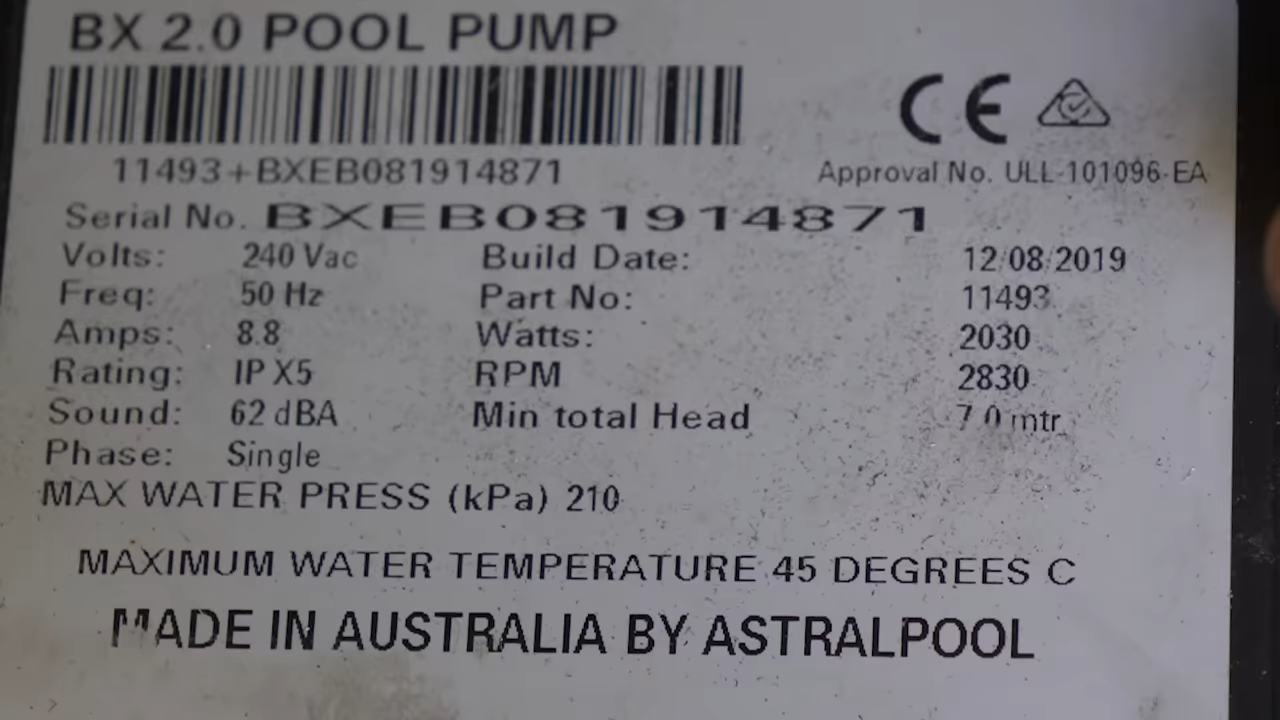 BX 2.0 POOL PUMP
11493+BXEB081914871
CE
Approval No. ULL-101096-EA
Serial No. BXEB081914871
Volts: 240 Vac Build Date: 12/08/2019
Freq: 50 Hz Part No: 11493
Amps: 8.8 Watts: 2030
Rating: IP X5 RPM 2830
Sound: 62 dBA Min total Head 7.0 mtr
Phase: Single
MAX WATER PRESS (kPa) 210
MAXIMUM WATER TEMPERATURE 45 DEGREES C
MADE IN AUSTRALIA BY ASTRALPOOL